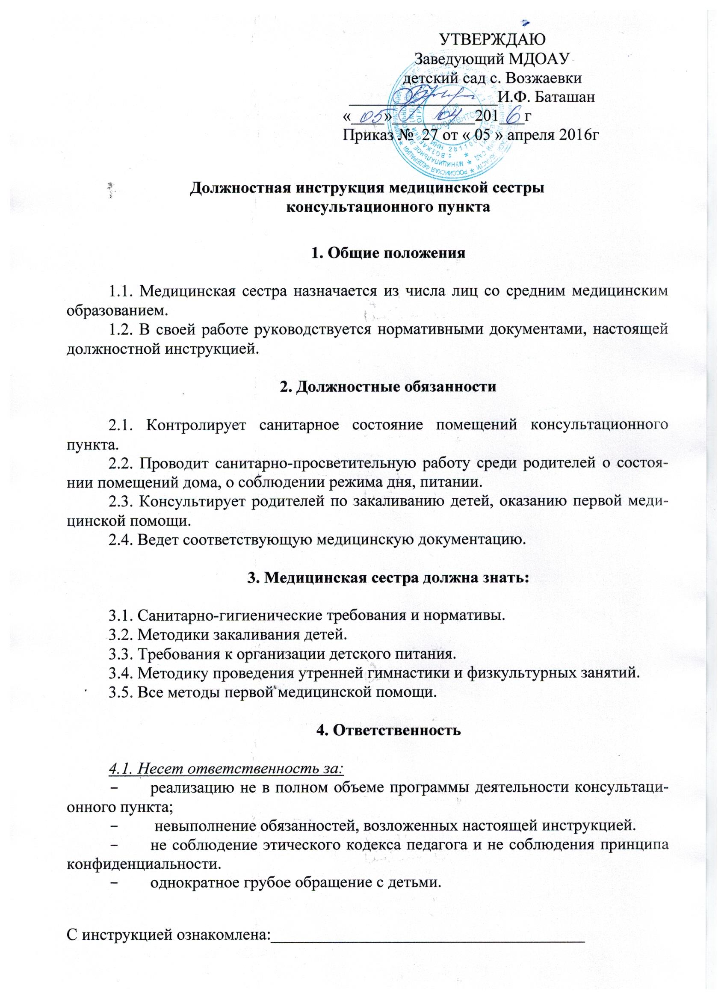 УТВЕРЖДАЮ
Заведующий МДОАУ
детский сад с. Возжаевки
____________________И.Ф. Баташан
«05» 04 2016 г
Приказ № 27 от « 05 » апреля 2016г
Для
документов
Должностная инструкция медицинской сестры
консультационного пункта
1. Общие положения
1.1. Медицинская сестра назначается из числа лиц со средним медицинским
образованием.
1.2. В своей работе руководствуется нормативными документами, настоящей
должностной инструкцией.
2. Должностные обязанности
2.1. Контролирует санитарное состояние помещений консультационного
пункта.
2.2. Проводит санитарно-просветительную работу среди родителей о состоя-
нии помещений дома, о соблюдении режима дня, питании.
2.3. Консультирует родителей по закаливанию детей, оказанию первой меди-
цинской помощи.
2.4. Ведет соответствующую медицинскую документацию.
3. Медицинская сестра должна знать:
3.1. Санитарно-гигиенические требования и нормативы.
3.2. Методики закаливания детей.
3.3. Требования к организации детского питания.
3.4. Методику проведения утренней гимнастики и физкультурных занятий.
3.5. Все методы первой медицинской помощи.
4. Ответственность
4.1. Несет ответственность за:
− реализацию не в полном объеме программы деятельности консультаци-
онного пункта;
− невыполнение обязанностей, возложенных настоящей инструкцией.
− не соблюдение этического кодекса педагога и не соблюдения принципа
конфиденциальности.
− однократное грубое обращение с детьми.
С инструкцией ознакомлена:______________________________________